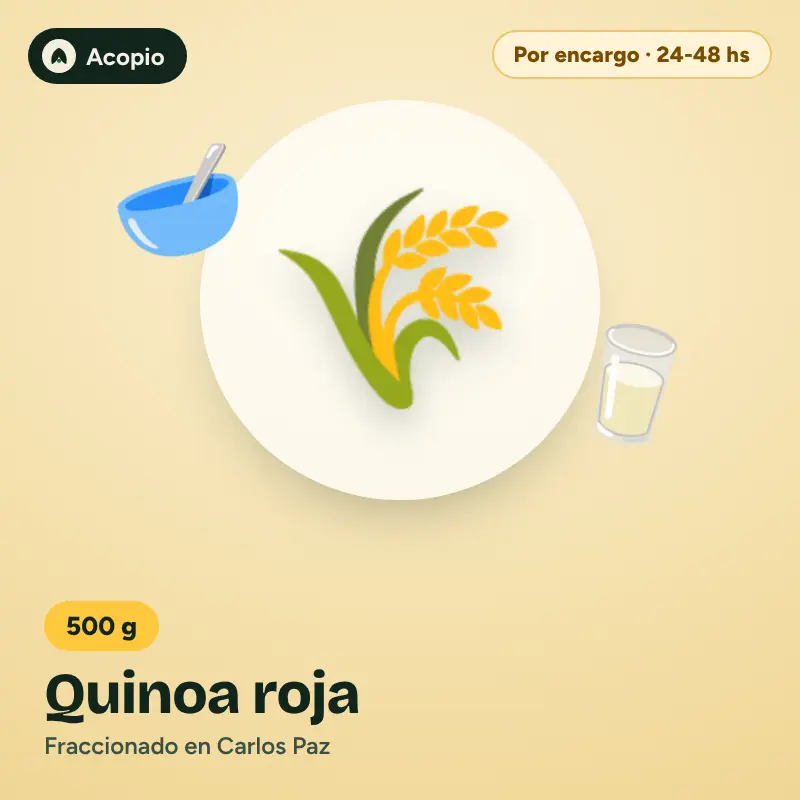 Acopio
Por encargo · 24-48 hs
500 g
Quinoa roja
Fraccionado en Carlos Paz